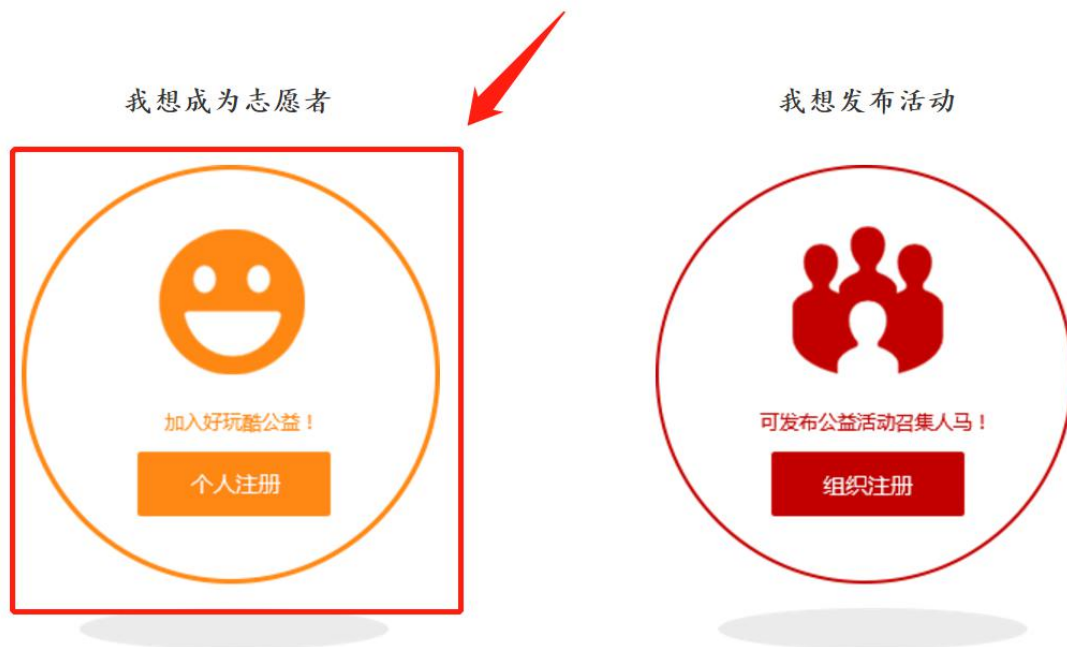 我想成为志愿者
我想发布活动
加入好玩酷公益！
可发布公益活动召集人马！
个人注册
组织注册